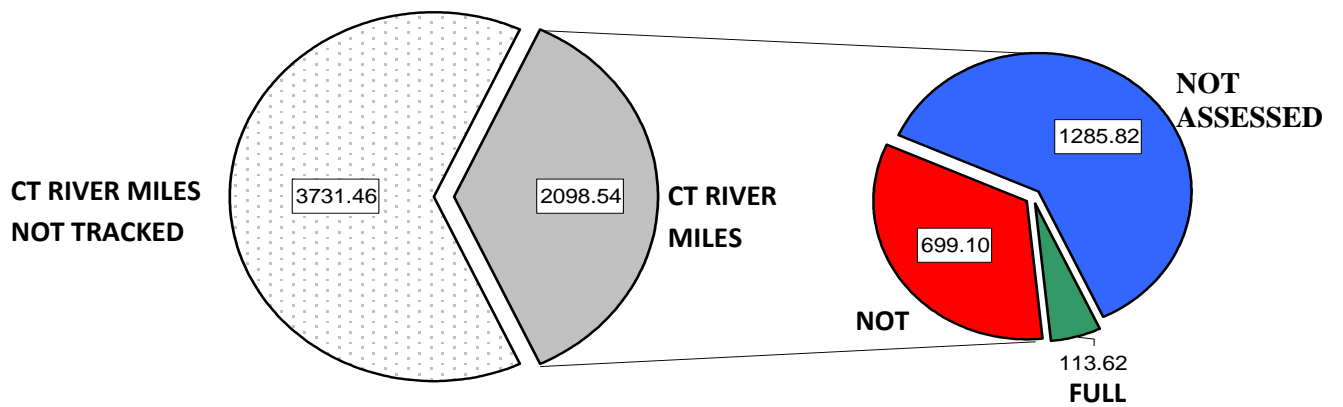 CT RIVER MILES
NOT TRACKED
3731.46
2098.54
CT RIVER
MILES
NOT
ASSESSED
1285.82
699.10
NOT
113.62
FULL